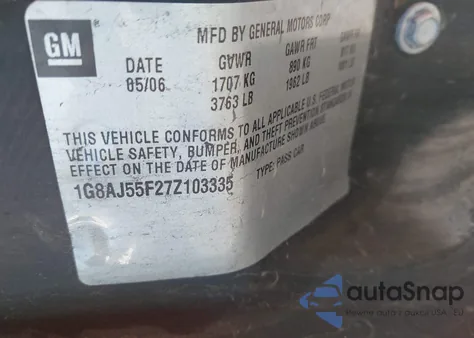 GM
MFD BY GENERAL MOTORS CORP
DATE GVWR GAWR FRT
05/06 1707 KG 890 KG
3763 LB 1962 LB
THIS VEHICLE CONFORMS TO ALL APPLICABLE U.S. FEDERAL MOTOR
VEHICLE SAFETY, BUMPER, AND THEFT PREVENTION STANDARDS IN
EFFECT ON THE DATE OF MANUFACTURE SHOWN ABOVE.
TYPE: PASS CAR
1G8AJ55F27Z103335
autoSnap